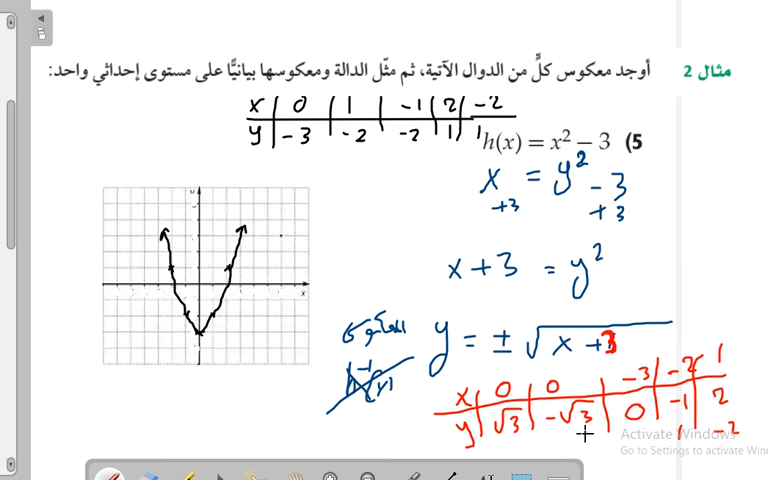 مثال 2 أوجد معكوس كلٍّ من الدوال الآتية، ثم مثّل الدالة ومعكوسها بيانيًّا على مستوى إحداثي واحد:
x | 0 | 1 | -1 | 2 | -2
y | -3 | -2 | -2 | 1 | 1
5) h(x) = x² − 3
x = y² - 3
+3 +3
x + 3 = y²
المعكوس y = ± √x + 3
h⁻¹(x)
x | 0 | 0 | -3 | -2 | 1
y | √3 | -√3 | 0 | -1 | 2
1 -2
x
Activate Windows
Go to Settings to activate Win